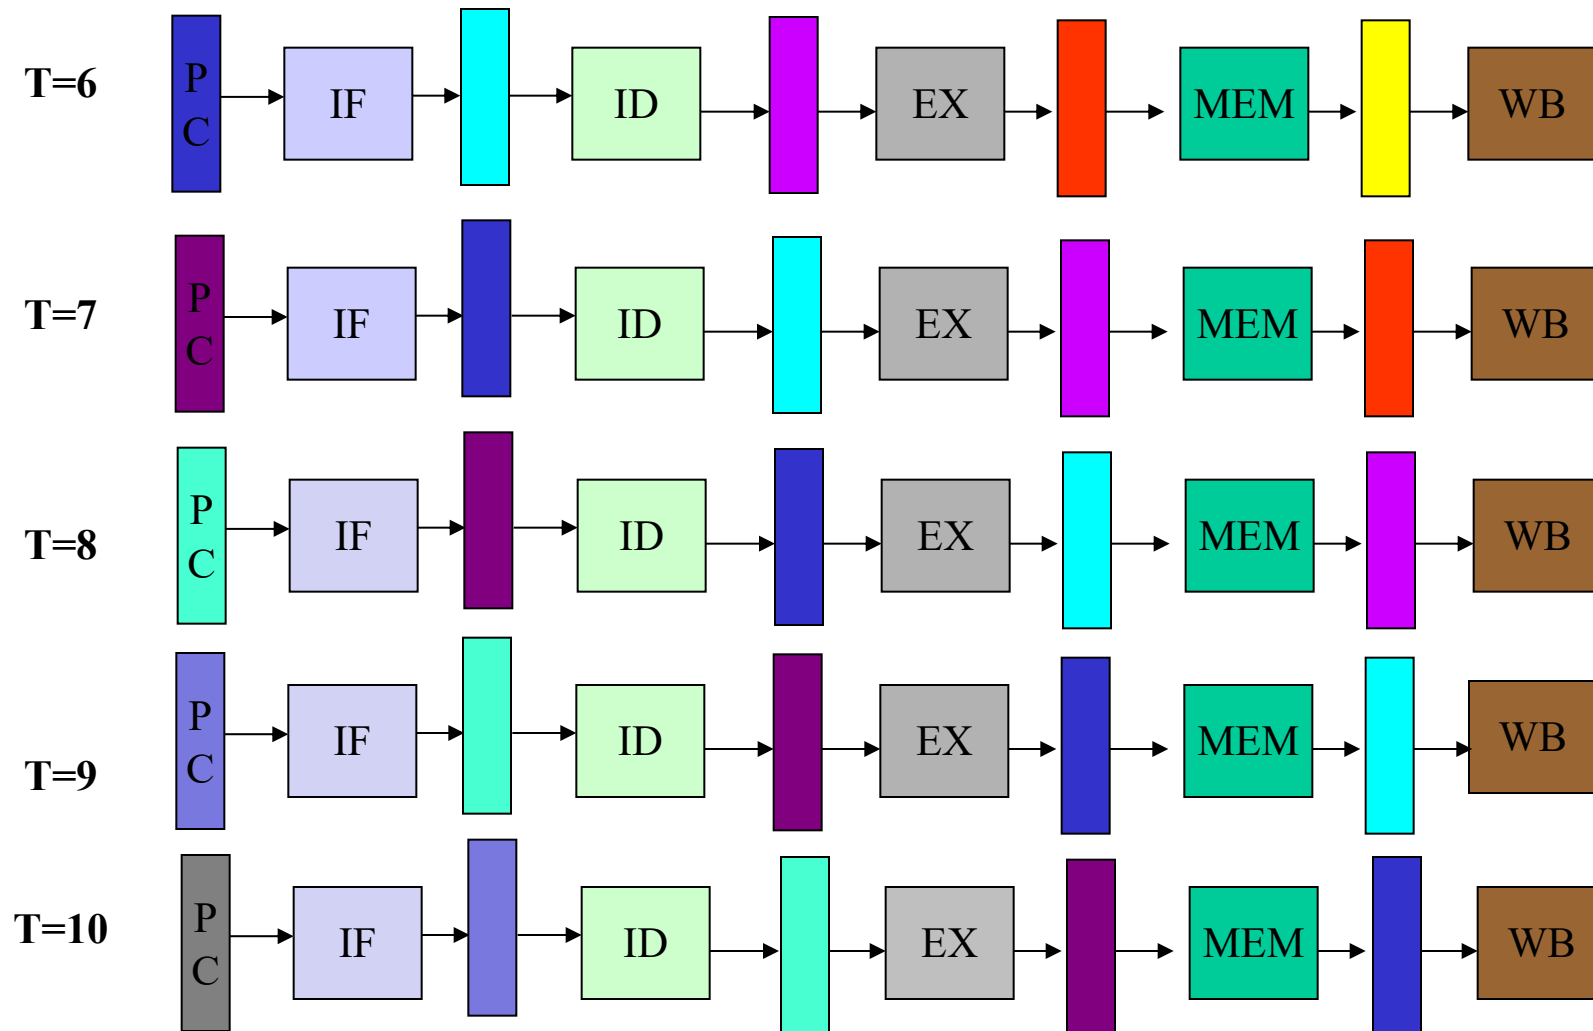 T=6 P C IF ID EX MEM WB
T=7 P C IF ID EX MEM WB
T=8 P C IF ID EX MEM WB
T=9 P C IF ID EX MEM WB
T=10 P C IF ID EX MEM WB